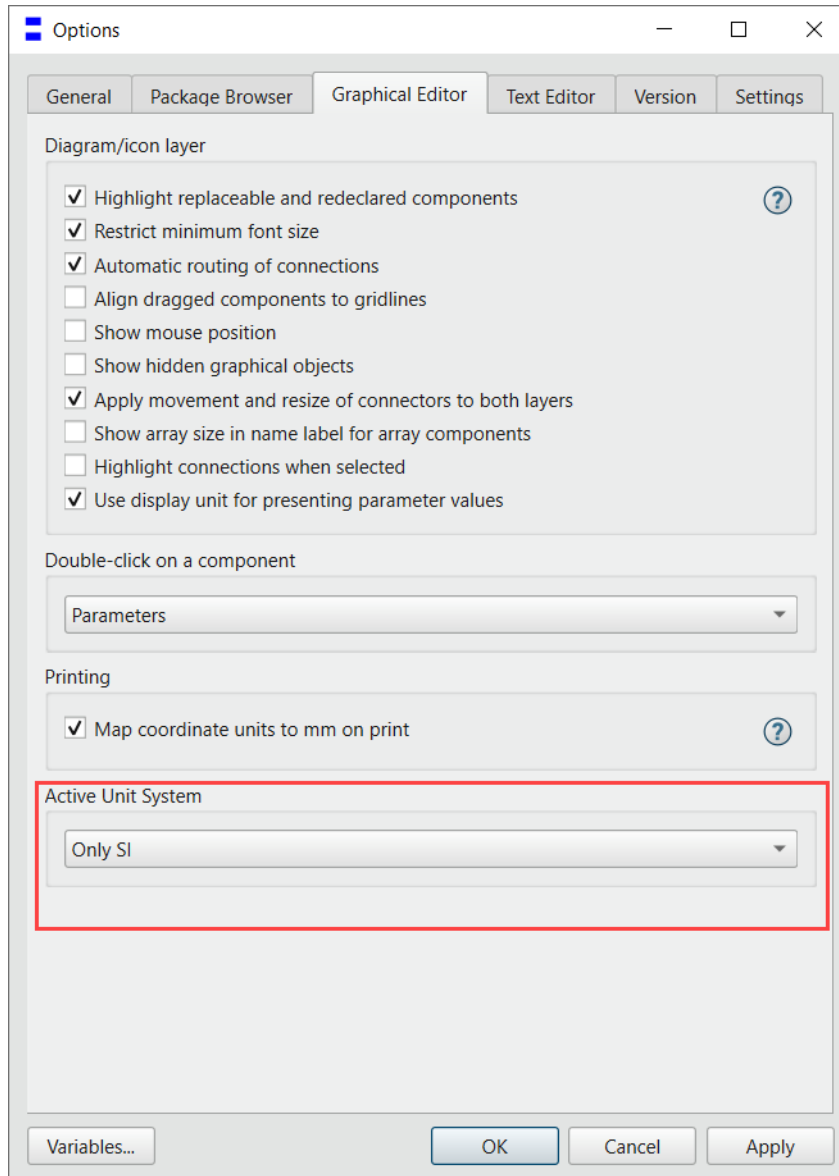 Options
General Package Browser Graphical Editor Text Editor Version Settings
Diagram/icon layer
Highlight replaceable and redeclared components
Restrict minimum font size
Automatic routing of connections
Align dragged components to gridlines
Show mouse position
Show hidden graphical objects
Apply movement and resize of connectors to both layers
Show array size in name label for array components
Highlight connections when selected
Use display unit for presenting parameter values
Double-click on a component
Parameters
Printing
Map coordinate units to mm on print
Active Unit System
Only SI
Variables... OK Cancel Apply